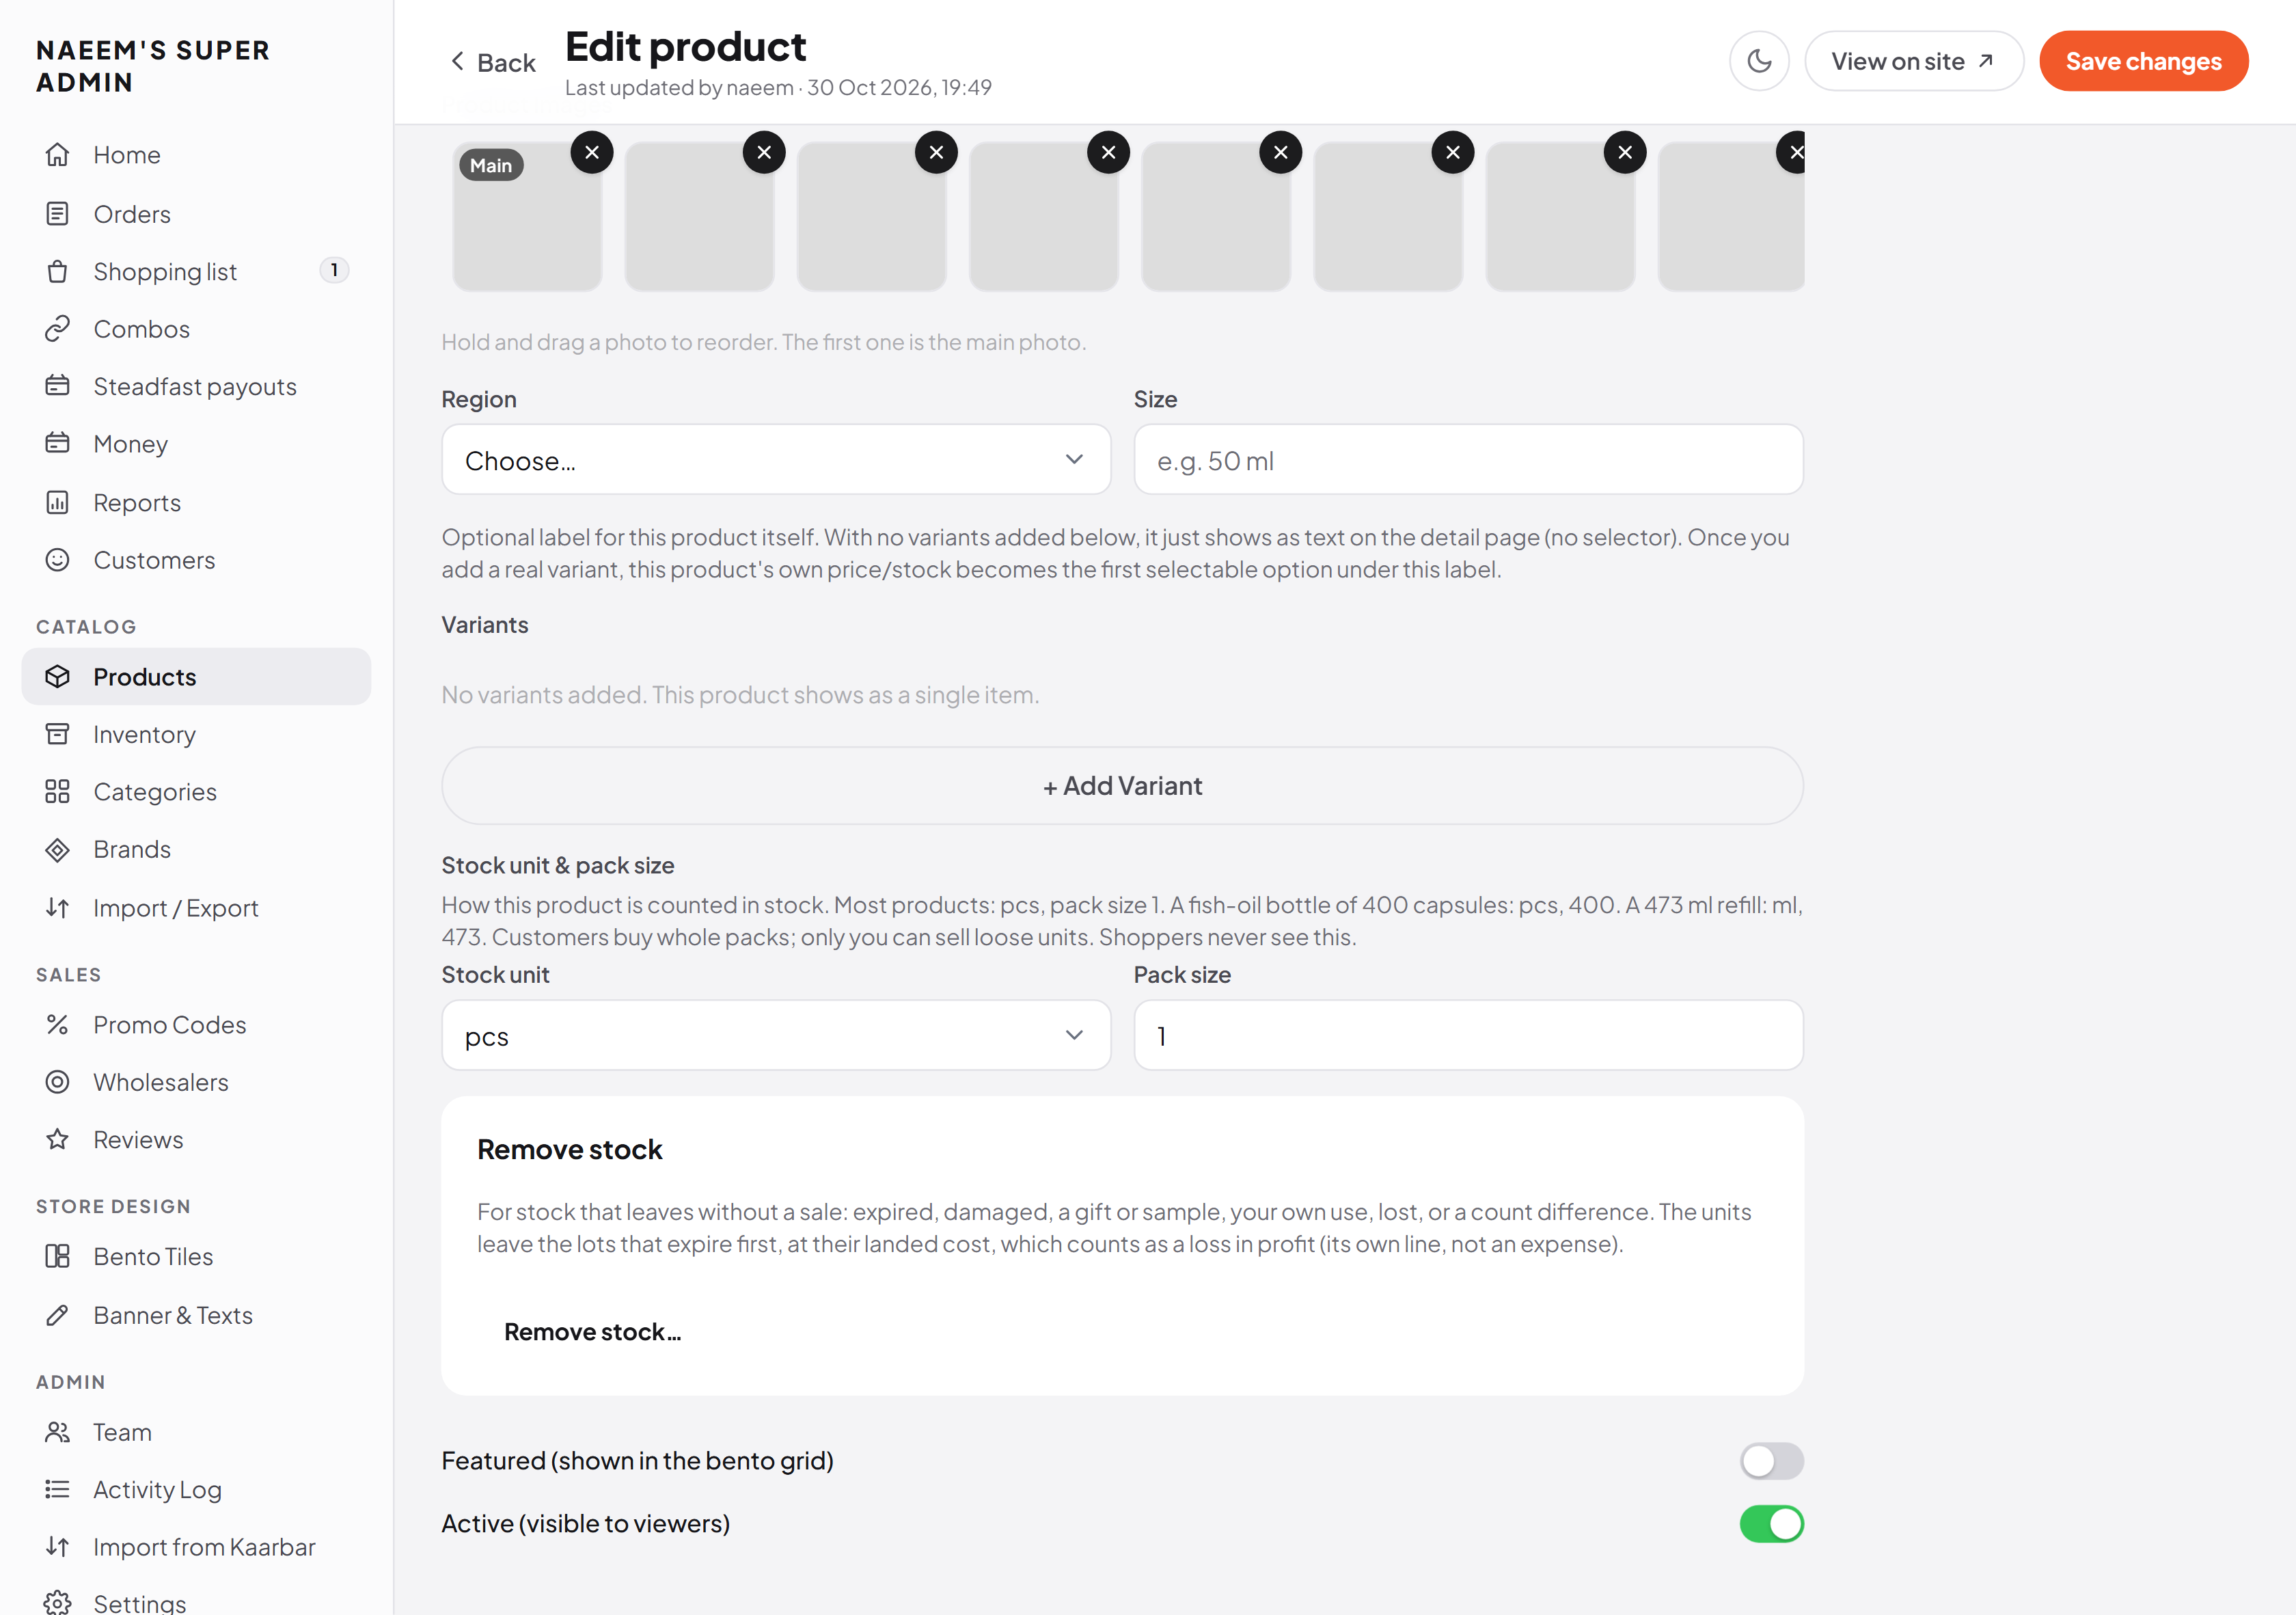 NAEEM'S SUPER
ADMIN
Home
Orders
Shopping list 1
Combos
Steadfast payouts
Money
Reports
Customers
CATALOG
Products
Inventory
Categories
Brands
Import / Export
SALES
Promo Codes
Wholesalers
Reviews
STORE DESIGN
Bento Tiles
Banner & Texts
ADMIN
Team
Activity Log
Import from Kaarbar
Settings
Back
Edit product
Last updated by naeem · 30 Oct 2026, 19:49
View on site
Save changes
Main
Hold and drag a photo to reorder. The first one is the main photo.
Region Size
Choose... e.g. 50 ml
Optional label for this product itself. With no variants added below, it just shows as text on the detail page (no selector). Once you
add a real variant, this product's own price/stock becomes the first selectable option under this label.
Variants
No variants added. This product shows as a single item.
+ Add Variant
Stock unit & pack size
How this product is counted in stock. Most products: pcs, pack size 1. A fish-oil bottle of 400 capsules: pcs, 400. A 473 ml refill: ml,
473. Customers buy whole packs; only you can sell loose units. Shoppers never see this.
Stock unit Pack size
pcs 1
Remove stock
For stock that leaves without a sale: expired, damaged, a gift or sample, your own use, lost, or a count difference. The units
leave the lots that expire first, at their landed cost, which counts as a loss in profit (its own line, not an expense).
Remove stock...
Featured (shown in the bento grid)
Active (visible to viewers)